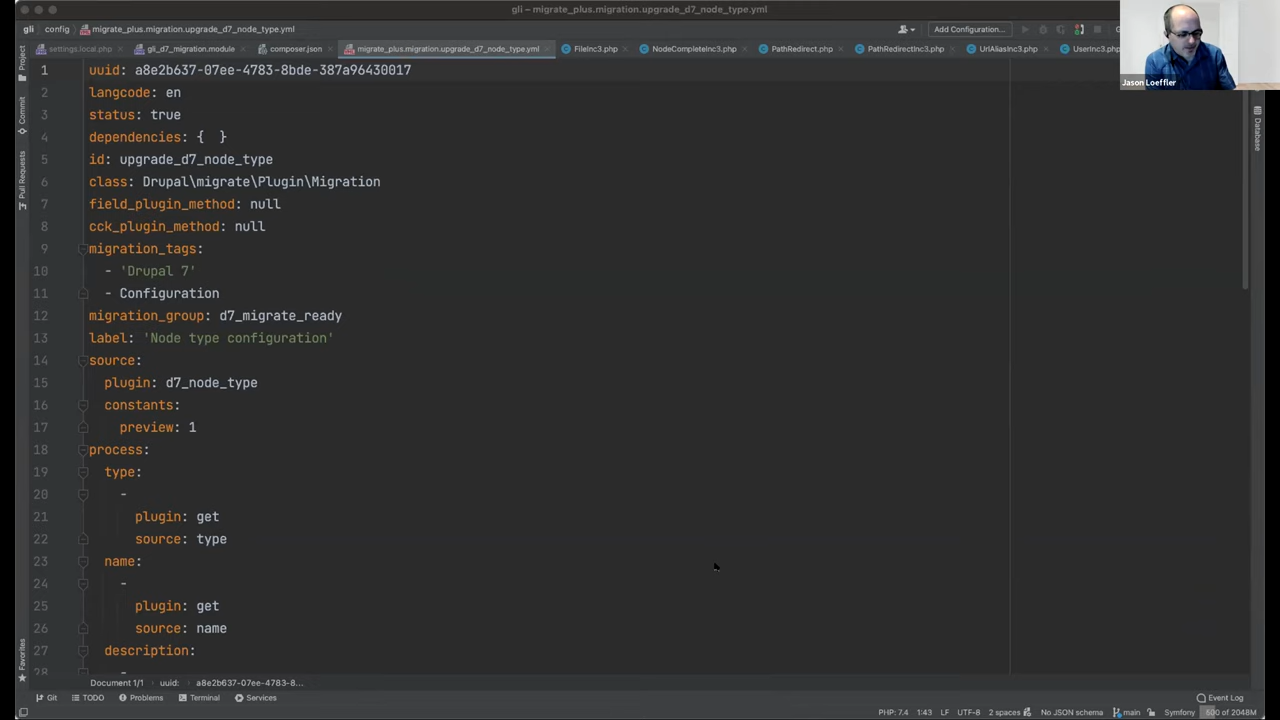 gli – migrate_plus.migration.upgrade_d7_node_type.yml
gli config migrate_plus.migration.upgrade_d7_node_type.yml
Add Configuration...
settings.local.php gli_d7_migration.module composer.json migrate_plus.migration.upgrade_d7_node_type.yml FileInc3.php NodeCompleteInc3.php PathRedirect.php PathRedirectInc3.php UrlAliasInc3.php UserInc3.php
Jason Loeffler
Project
Commit
Pull Requests
Favorites
Database
1 uuid: a8e2b637-07ee-4783-8bde-387a96430017
2 langcode: en
3 status: true
4 dependencies: {  }
5 id: upgrade_d7_node_type
6 class: Drupal\migrate\Plugin\Migration
7 field_plugin_method: null
8 cck_plugin_method: null
9 migration_tags:
10 - 'Drupal 7'
11 - Configuration
12 migration_group: d7_migrate_ready
13 label: 'Node type configuration'
14 source:
15 plugin: d7_node_type
16 constants:
17 preview: 1
18 process:
19 type:
20 -
21 plugin: get
22 source: type
23 name:
24 -
25 plugin: get
26 source: name
27 description:
28 -
Document 1/1 uuid: a8e2b637-07ee-4783-8...
Git TODO Problems Terminal Services Event Log
PHP: 7.4 1:43 LF UTF-8 2 spaces No JSON schema main Symfony 600 of 2048M